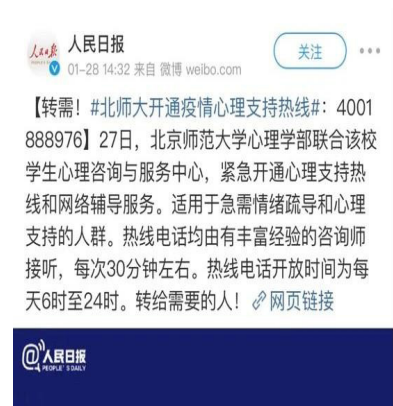 人民日报
关注
人民日报
01-28 14:32 来自 微博 weibo.com
【转需！#北师大开通疫情心理支持热线#：4001
888976】27日，北京师范大学心理学部联合该校
学生心理咨询与服务中心，紧急开通心理支持热
线和网络辅导服务。适用于急需情绪疏导和心理
支持的人群。热线电话均由有丰富经验的咨询师
接听，每次30分钟左右。热线电话开放时间为每
天6时至24时。转给需要的人！网页链接
@人民日报
PEOPLE'S DAILY